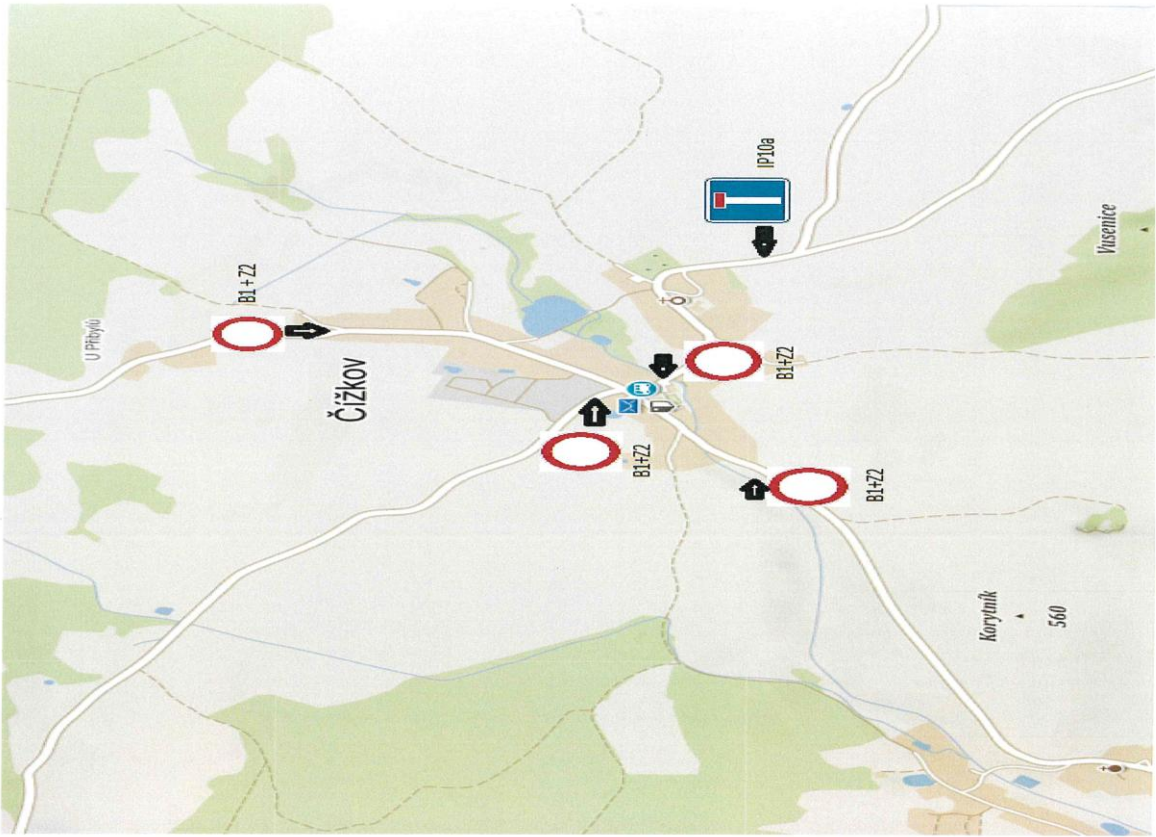 U Přibylů
B1 + Z2
Čížkov
IP10a
B1+Z2
B1+Z2
B1+Z2
Vusenice
Korytník
560